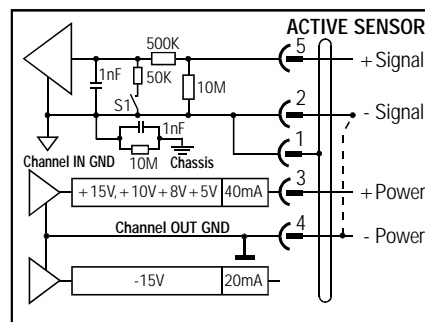 ACTIVE SENSOR
500K
5
+ Signal
1nF
50K
10M
S1
2
- Signal
1nF
1
Channel IN GND
10M
Chassis
3
+15V,+10V+8V+5V
40mA
+Power
4
Channel OUT GND
- Power
-15V
20mA